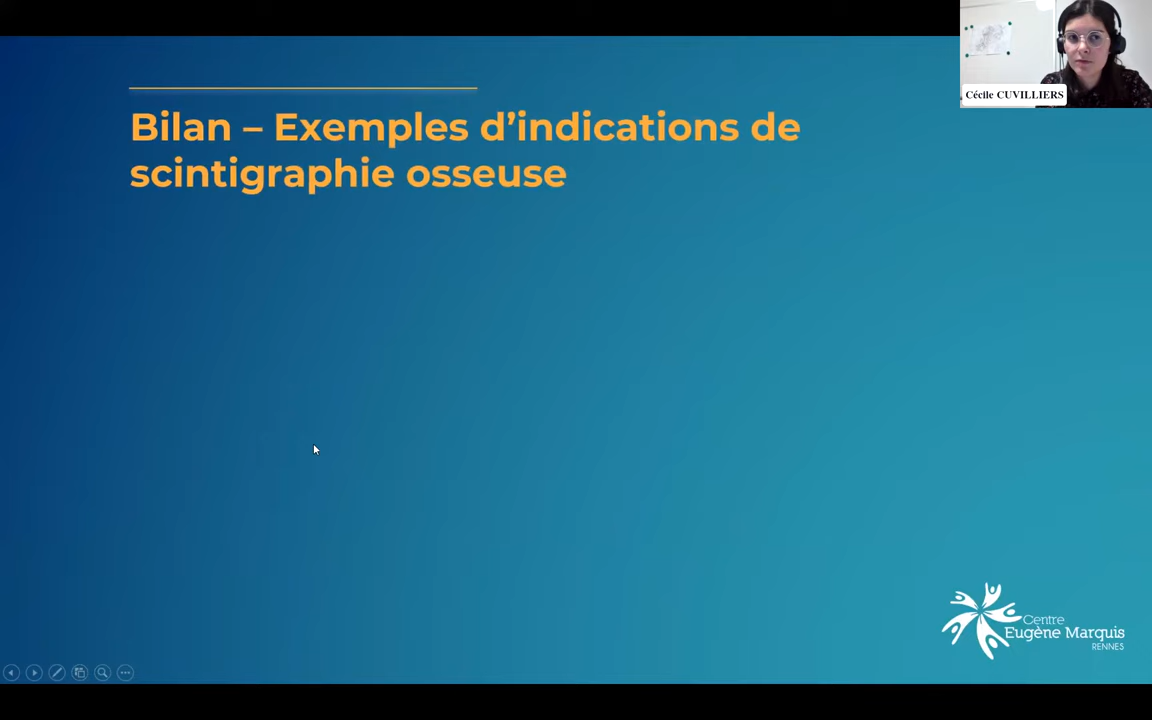 Cécile CUVILLIERS
Bilan – Exemples d’indications de
scintigraphie osseuse
Centre
Eugène Marquis
RENNES